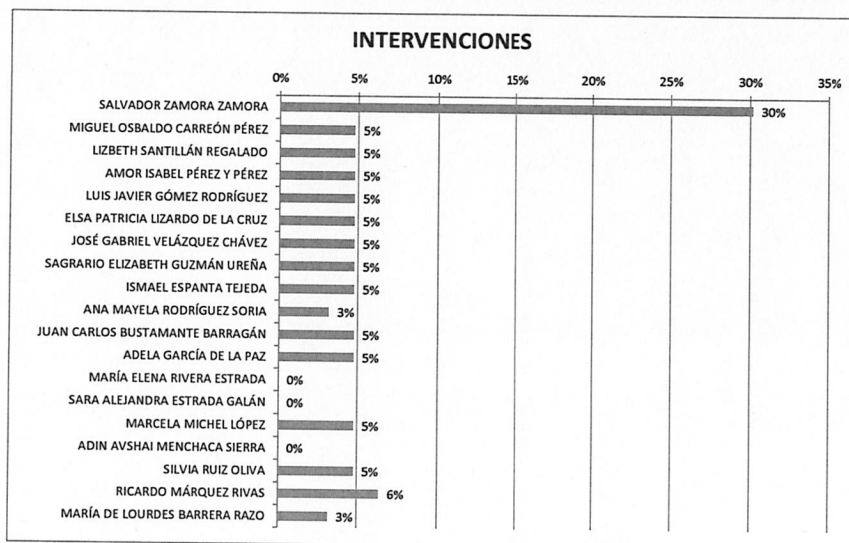 INTERVENCIONES
0% 5% 10% 15% 20% 25% 30% 35%
SALVADOR ZAMORA ZAMORA 30%
MIGUEL OSBALDO CARREÓN PÉREZ 5%
LIZBETH SANTILLÁN REGALADO 5%
AMOR ISABEL PÉREZ Y PÉREZ 5%
LUIS JAVIER GÓMEZ RODRÍGUEZ 5%
ELSA PATRICIA LIZARDO DE LA CRUZ 5%
JOSÉ GABRIEL VELÁZQUEZ CHÁVEZ 5%
SAGRARIO ELIZABETH GUZMÁN UREÑA 5%
ISMAEL ESPANTA TEJEDA 5%
ANA MAYELA RODRÍGUEZ SORIA 3%
JUAN CARLOS BUSTAMANTE BARRAGÁN 5%
ADELA GARCÍA DE LA PAZ 5%
MARÍA ELENA RIVERA ESTRADA 0%
SARA ALEJANDRA ESTRADA GALÁN 0%
MARCELA MICHEL LÓPEZ 5%
ADIN AVSHAI MENCHACA SIERRA 0%
SILVIA RUIZ OLIVA 5%
RICARDO MÁRQUEZ RIVAS 6%
MARÍA DE LOURDES BARRERA RAZO 3%